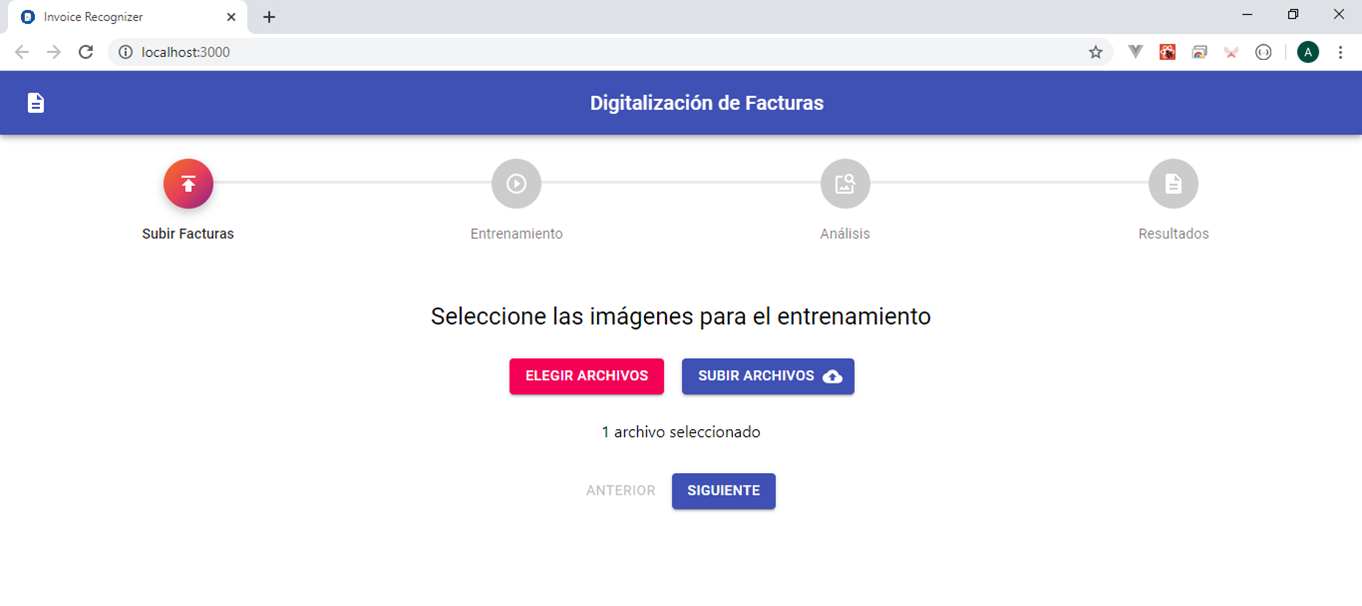 Invoice Recognizer
localhost:3000
A
Digitalización de Facturas
Subir Facturas
Entrenamiento
Análisis
Resultados
Seleccione las imágenes para el entrenamiento
ELEGIR ARCHIVOS
SUBIR ARCHIVOS
1 archivo seleccionado
ANTERIOR
SIGUIENTE